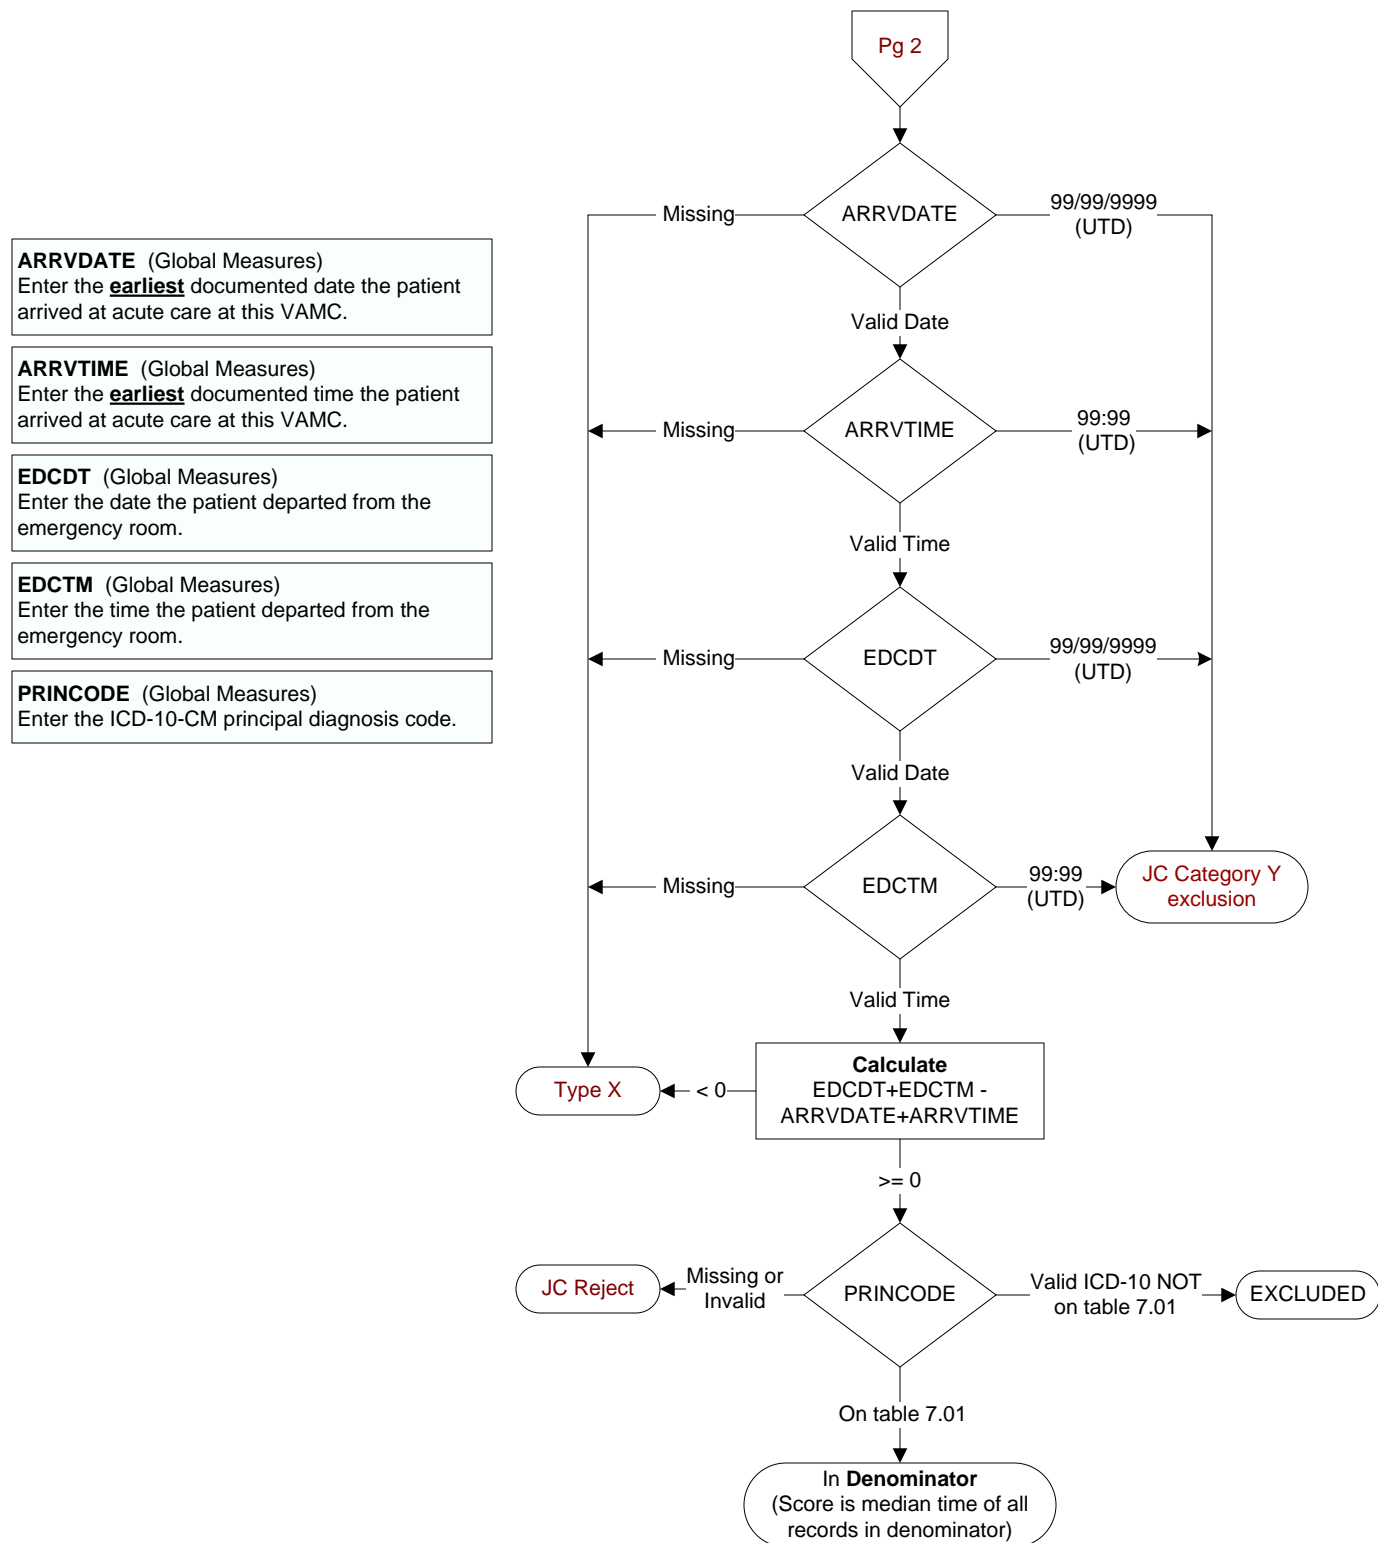 Pg 2
ARRVDATE
Missing
99/99/9999
(UTD)
ARRVDATE (Global Measures)
Enter the earliest documented date the patient
arrived at acute care at this VAMC.
Valid Date
ARRVTIME (Global Measures)
Enter the earliest documented time the patient
arrived at acute care at this VAMC.
ARRVTIME
Missing
99:99
(UTD)
EDCDT (Global Measures)
Enter the date the patient departed from the
emergency room.
Valid Time
EDCTM (Global Measures)
Enter the time the patient departed from the
emergency room.
EDCDT
Missing
99/99/9999
(UTD)
PRINCODE (Global Measures)
Enter the ICD-10-CM principal diagnosis code.
Valid Date
EDCTM
Missing
99:99
(UTD)
JC Category Y
exclusion
Valid Time
Calculate
EDCDT+EDCTM -
ARRVDATE+ARRVTIME
< 0
Type X
>= 0
PRINCODE
Missing or
Invalid
JC Reject
Valid ICD-10 NOT
on table 7.01
EXCLUDED
On table 7.01
In Denominator
(Score is median time of all
records in denominator)